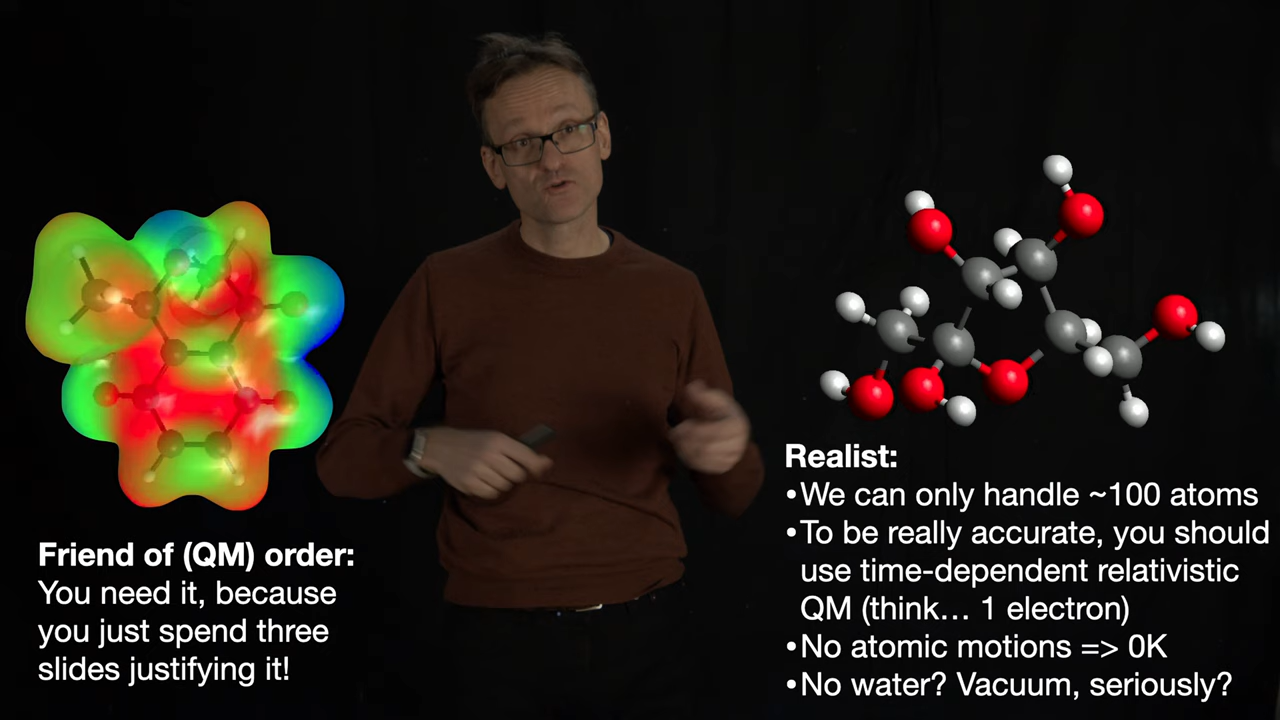 Friend of (QM) order:
You need it, because
you just spend three
slides justifying it!
Realist:
•We can only handle ~100 atoms
•To be really accurate, you should
use time-dependent relativistic
QM (think... 1 electron)
•No atomic motions => 0K
•No water? Vacuum, seriously?